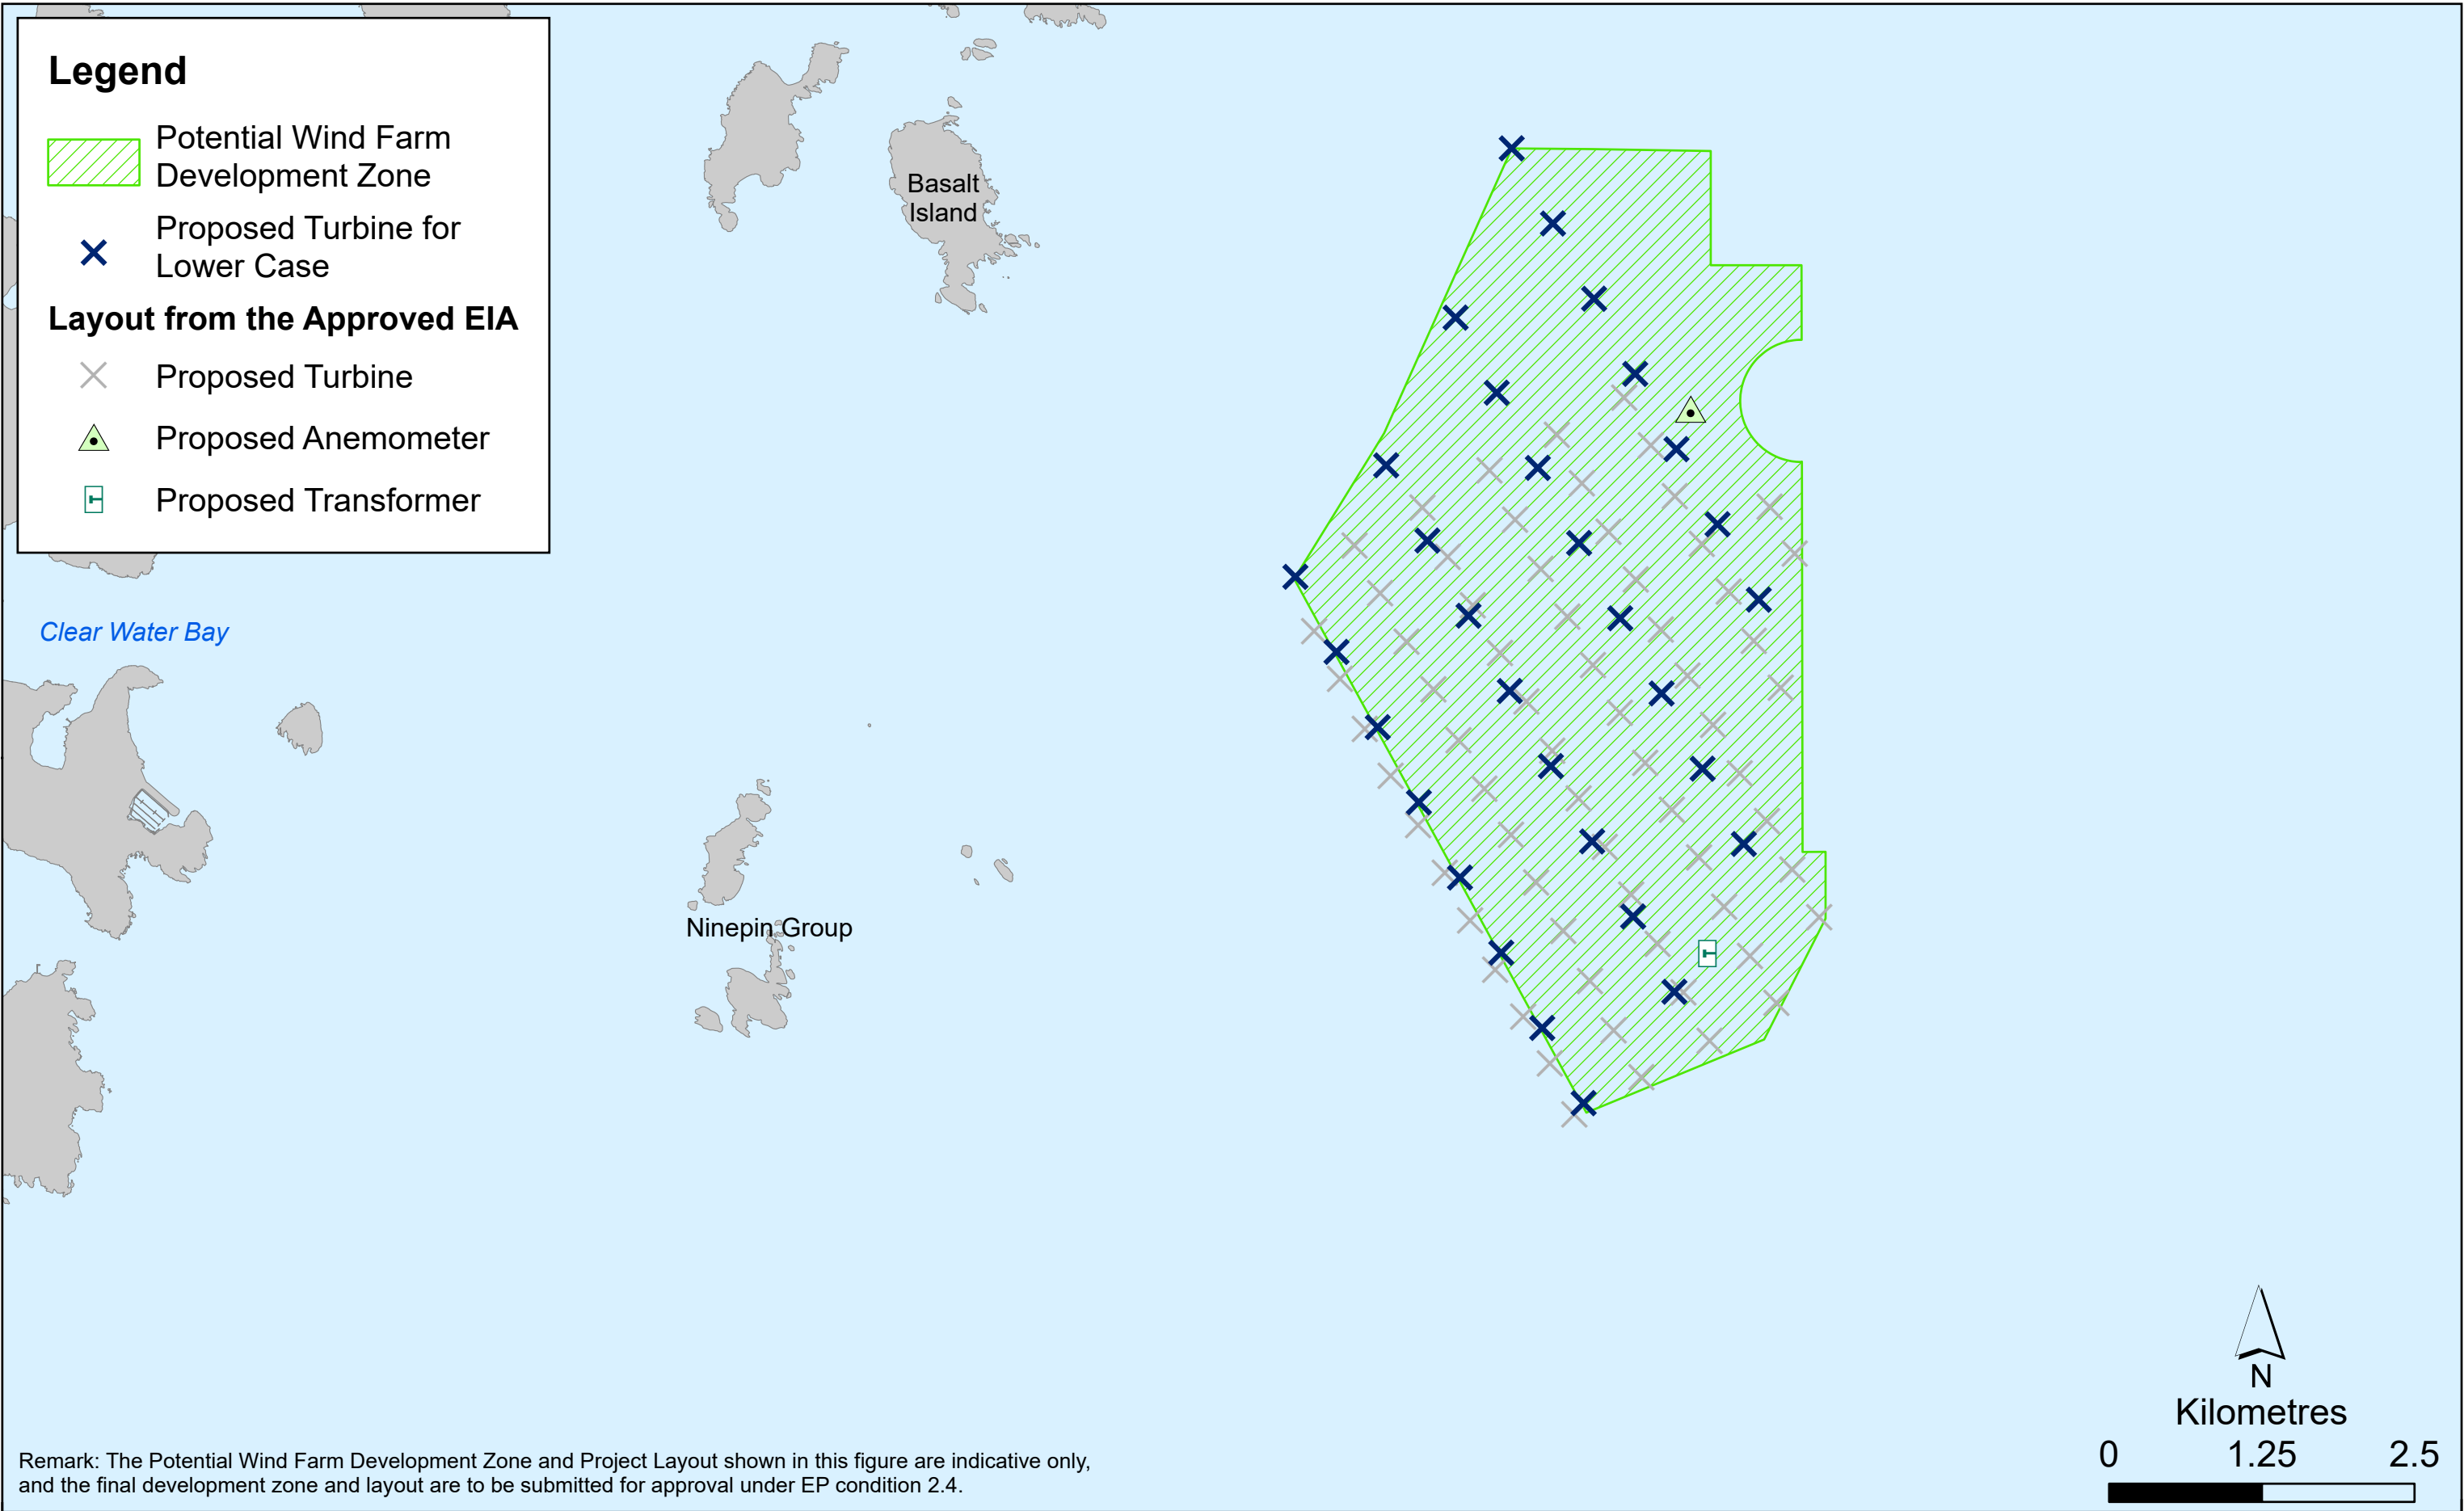 Legend
Potential Wind Farm
Development Zone
Proposed Turbine for
Lower Case
Layout from the Approved EIA
Proposed Turbine
Proposed Anemometer
Proposed Transformer
Basalt
Island
Clear Water Bay
Ninepin Group
N
Kilometres
0 1.25 2.5
Remark: The Potential Wind Farm Development Zone and Project Layout shown in this figure are indicative only,
and the final development zone and layout are to be submitted for approval under EP condition 2.4.